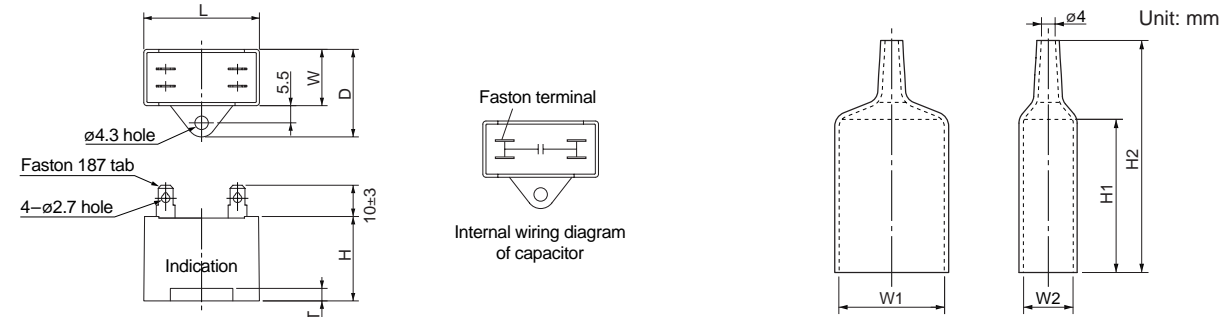 L
Unit: mm
ø4
5.5
W
D
Faston terminal
ø4.3 hole
Faston 187 tab
4–ø2.7 hole
10±3
H
H1
H2
Internal wiring diagram
of capacitor
Indication
T
W1
W2